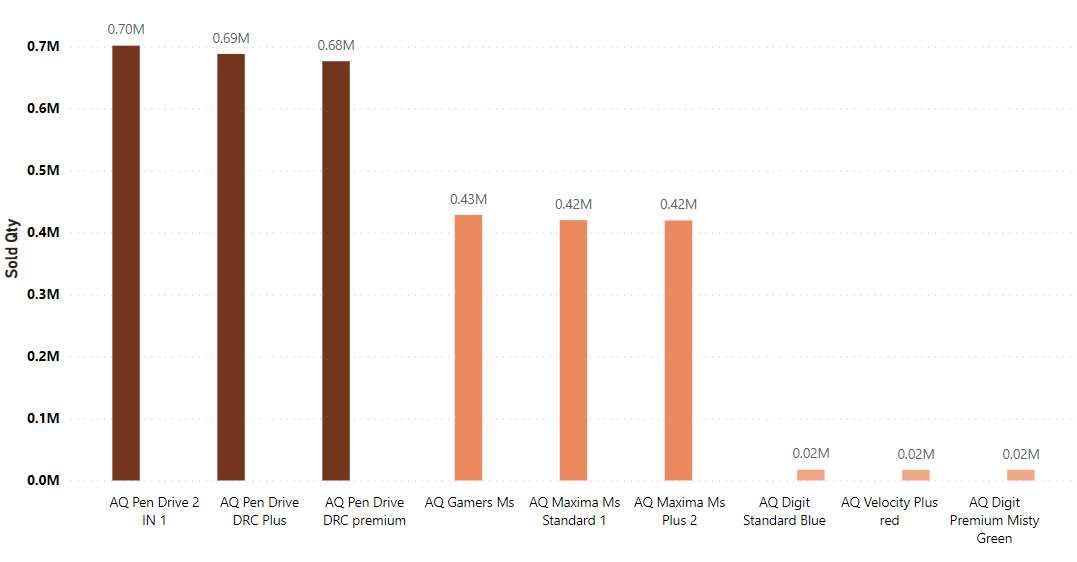 0.70M
0.69M
0.68M
0.43M
0.42M
0.42M
0.02M
0.02M
0.02M
0.7M
0.6M
0.5M
0.4M
0.3M
0.2M
0.1M
0.0M
Sold Qty
AQ Pen Drive 2
IN 1
AQ Pen Drive
DRC Plus
AQ Pen Drive
DRC premium
AQ Gamers Ms
AQ Maxima Ms
Standard 1
AQ Maxima Ms
Plus 2
AQ Digit
Standard Blue
AQ Velocity Plus
red
AQ Digit
Premium Misty
Green